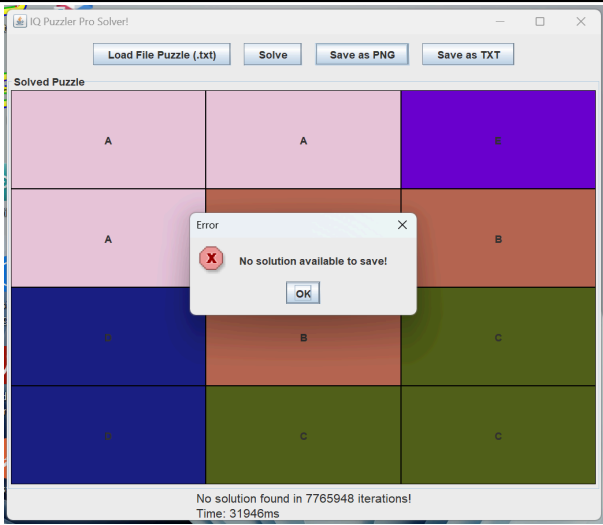 IQ Puzzler Pro Solver!
Load File Puzzle (.txt) Solve Save as PNG Save as TXT
Solved Puzzle
A A
A B
Error
No solution available to save!
OK
D B C
D C C
No solution found in 7765948 iterations!
Time: 31946ms